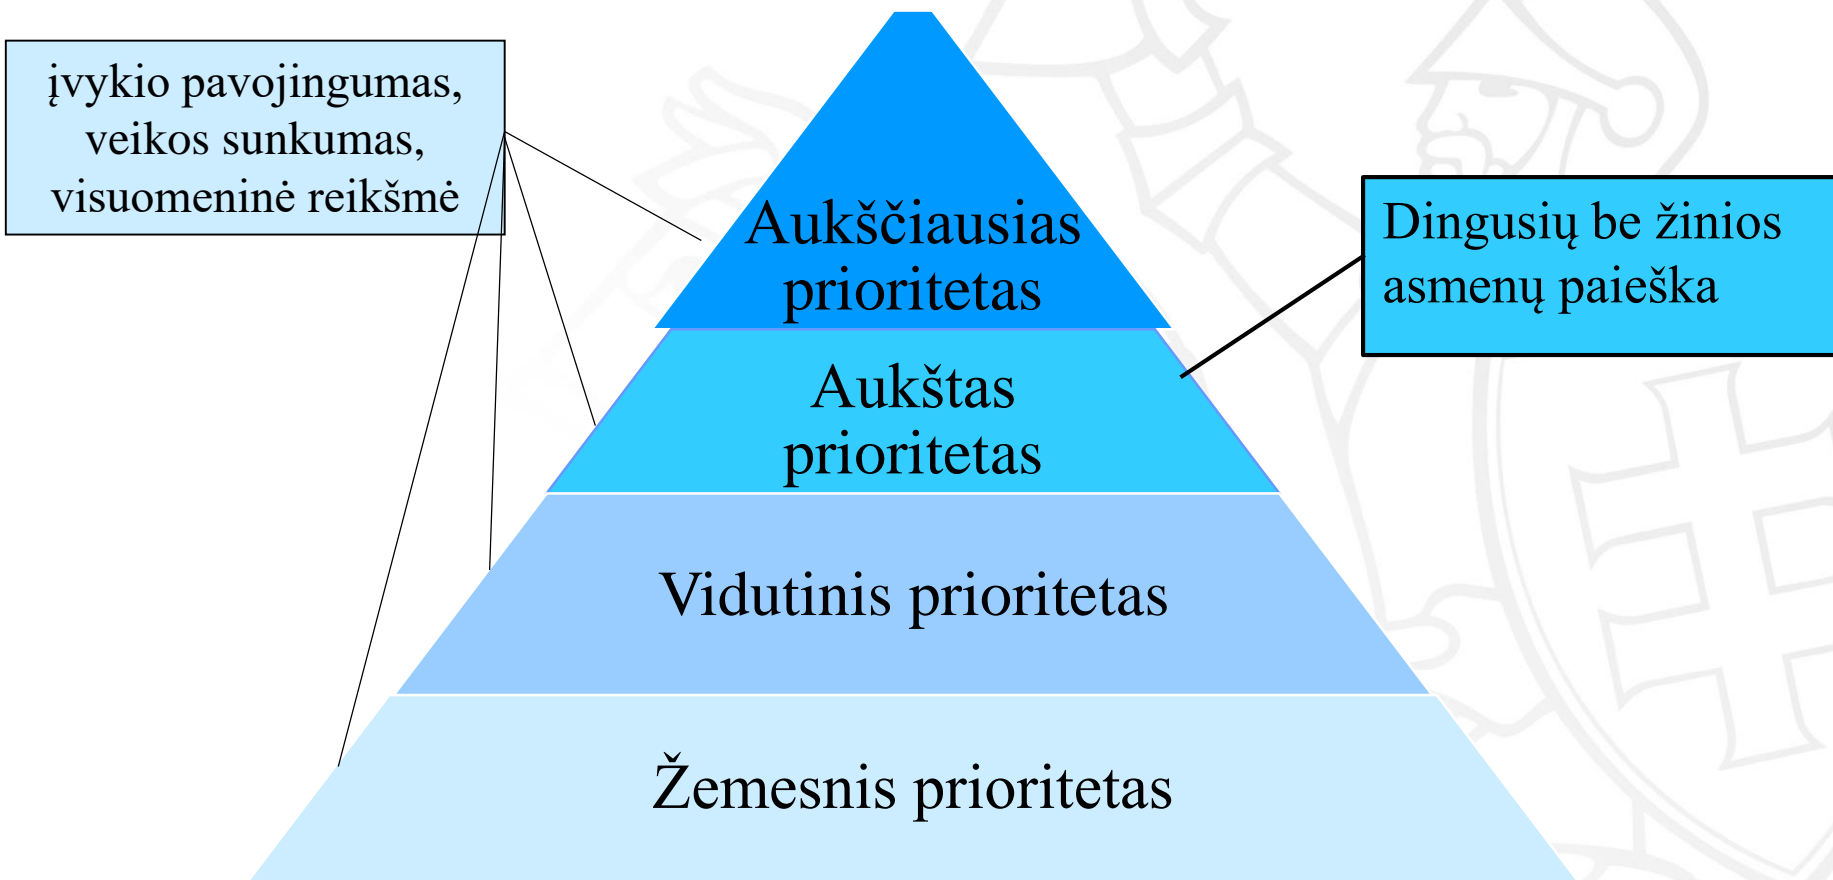 įvykio pavojingumas,
veikos sunkumas,
visuomeninė reikšmė
Aukščiausias
prioritetas
Dingusių be žinios
asmenų paieška
Aukštas
prioritetas
Vidutinis prioritetas
Žemesnis prioritetas